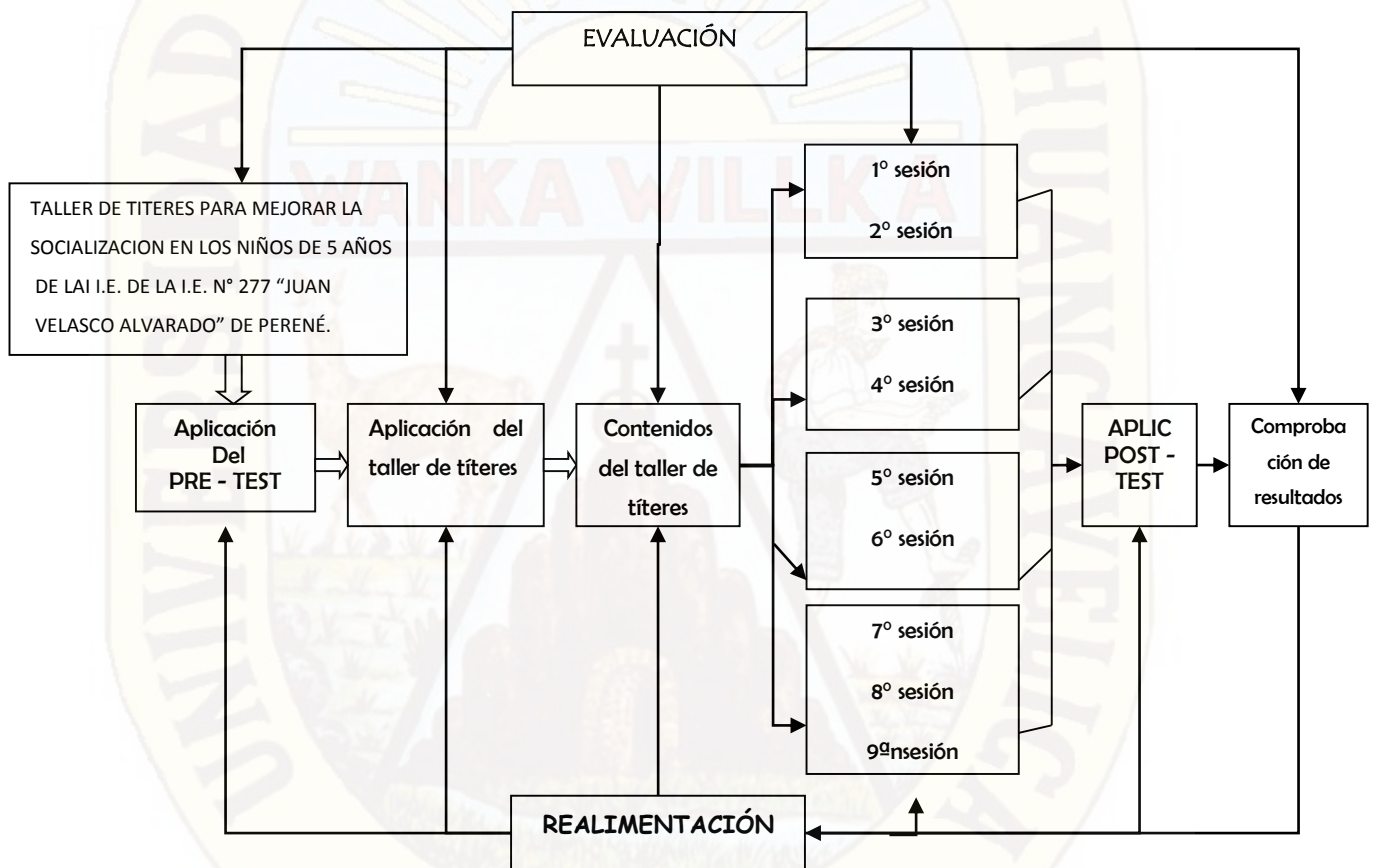 EVALUACIÓN
TALLER DE TITERES PARA MEJORAR LA
SOCIALIZACION EN LOS NIÑOS DE 5 AÑOS
DE LAI I.E. DE LA I.E. N° 277 “JUAN
VELASCO ALVARADO” DE PERENÉ.
Aplicación
Del
PRE - TEST
Aplicación del
taller de títeres
Contenidos
del taller de
títeres
1° sesión
2° sesión
3° sesión
4° sesión
5° sesión
6° sesión
7° sesión
8° sesión
9ªnsesión
APLIC
POST -
TEST
Comproba
ción de
resultados
REALIMENTACIÓN
UNIVERSIDAD
HUANCAVELICA
WANKA WILLKA